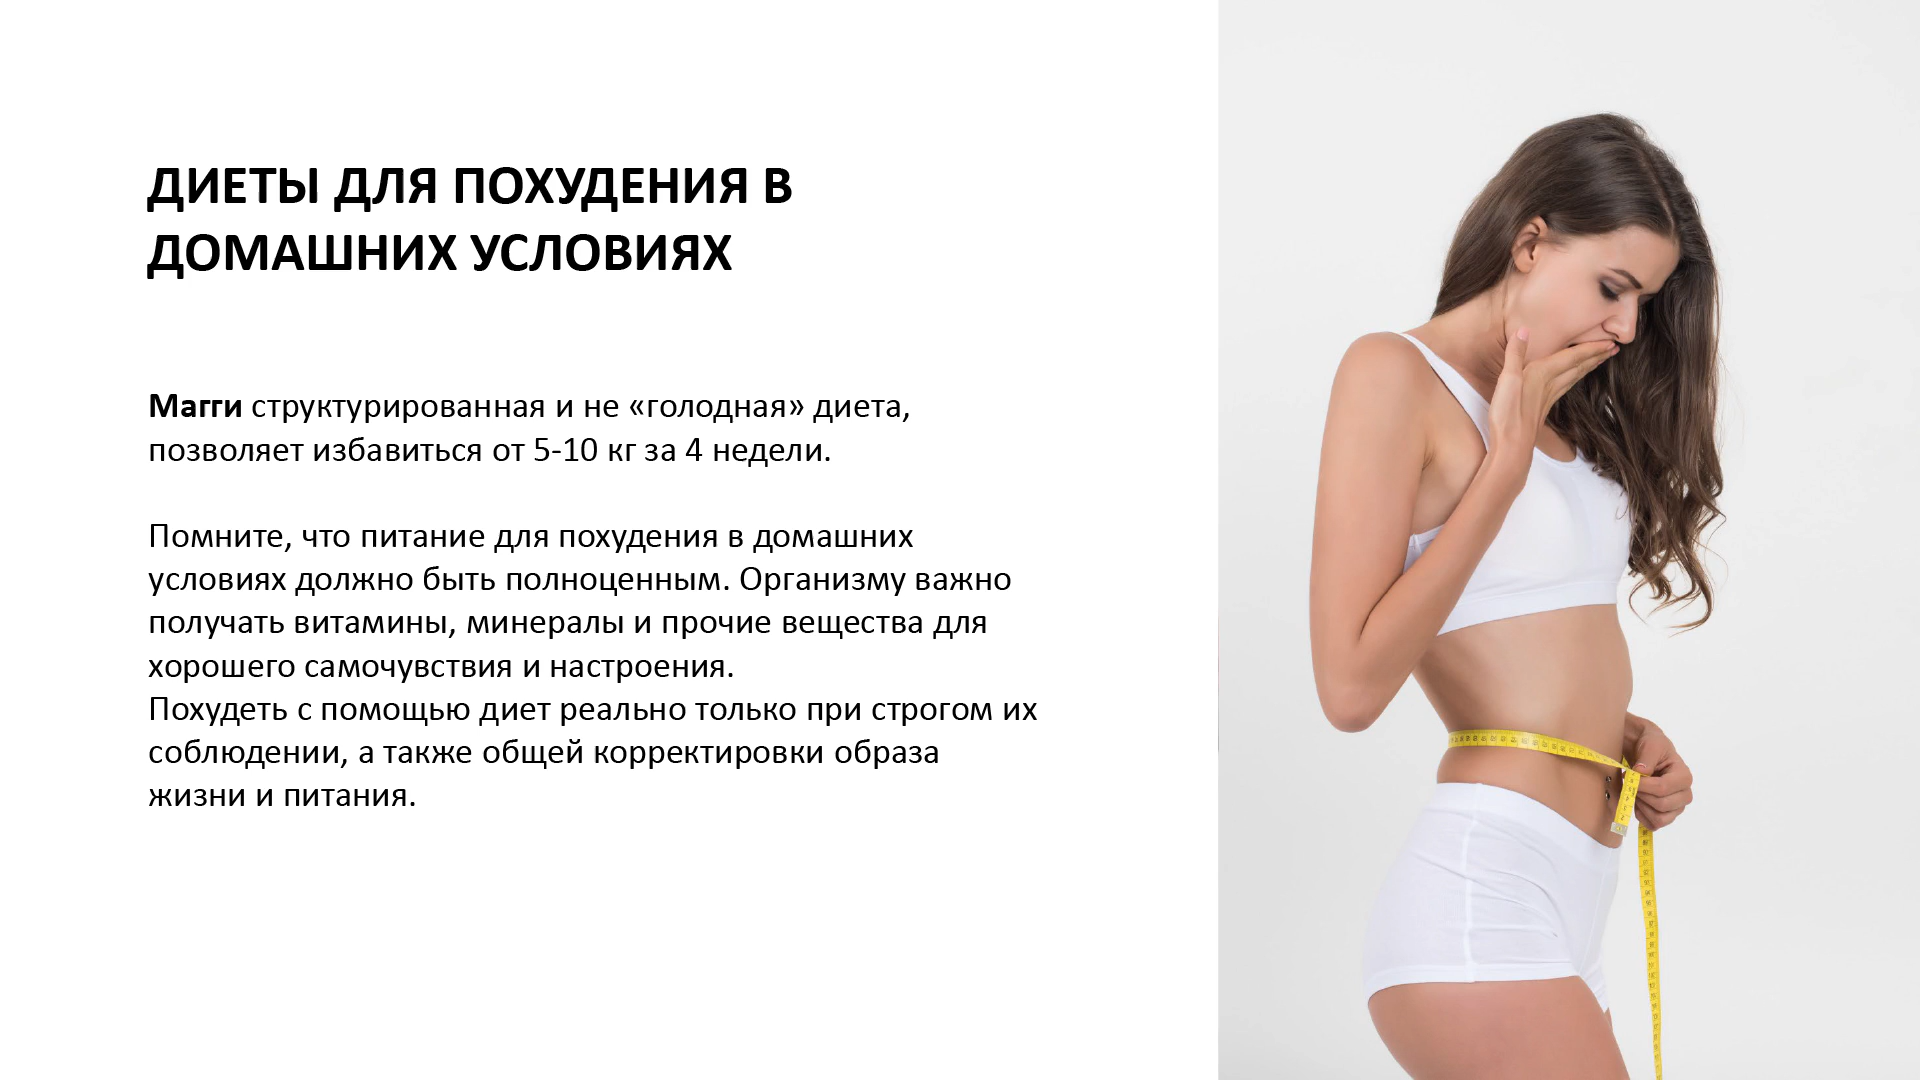 ДИЕТЫ ДЛЯ ПОХУДЕНИЯ В
ДОМАШНИХ УСЛОВИЯХ
Магги структурированная и не «голодная» диета,
позволяет избавиться от 5-10 кг за 4 недели.
Помните, что питание для похудения в домашних
условиях должно быть полноценным. Организму важно
получать витамины, минералы и прочие вещества для
хорошего самочувствия и настроения.
Похудеть с помощью диет реально только при строгом их
соблюдении, а также общей корректировки образа
жизни и питания.